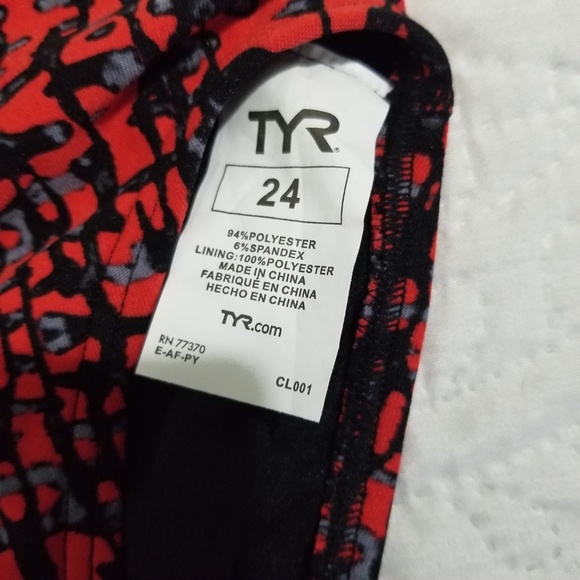 TYR
24
94%POLYESTER
6%SPANDEX
LINING:100%POLYESTER
MADE IN CHINA
FABRIQUÉ EN CHINA
HECHO EN CHINA
TYR.com
RN 77370
E-AF-PY
CL001